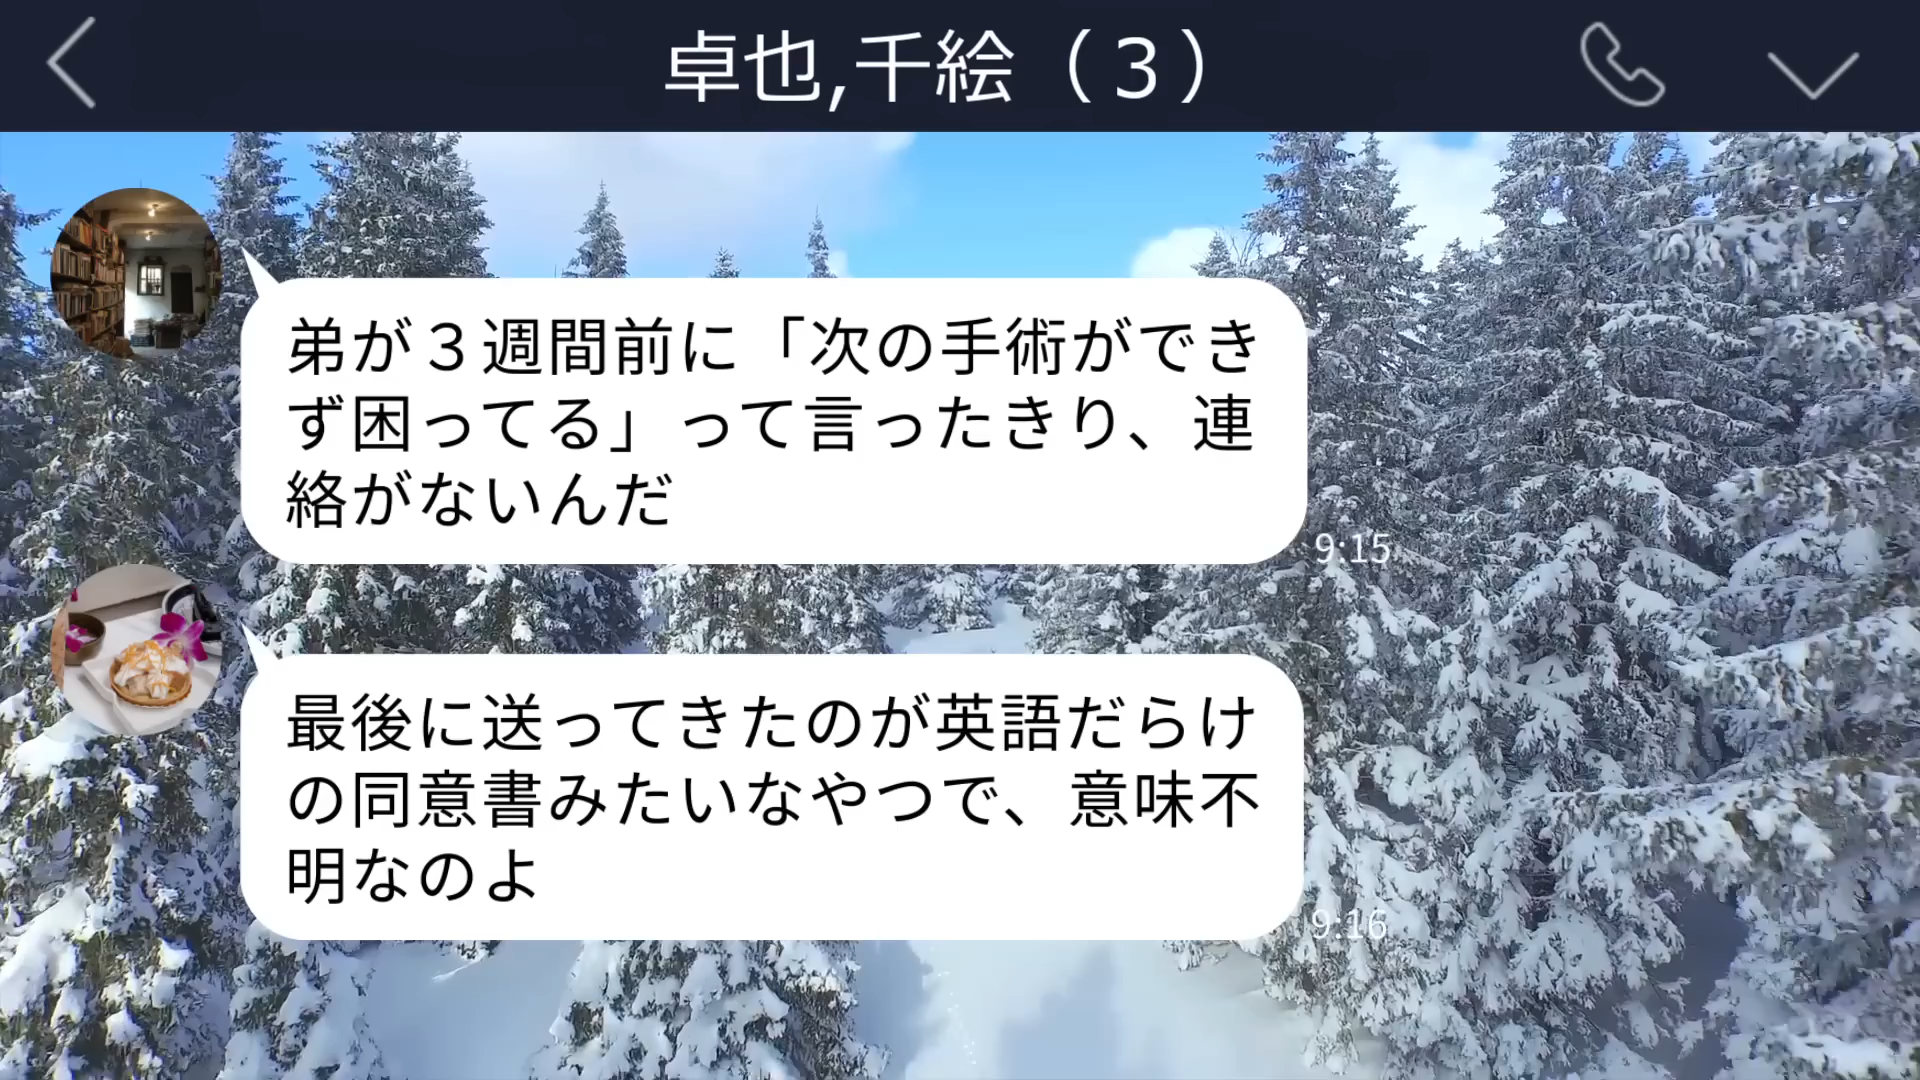 卓也,千絵（３）
弟が３週間前に「次の手術ができ
ず困ってる」って言ったきり、連
絡がないんだ
9:15
最後に送ってきたのが英語だらけ
の同意書みたいなやつで、意味不
明なのよ
9:16